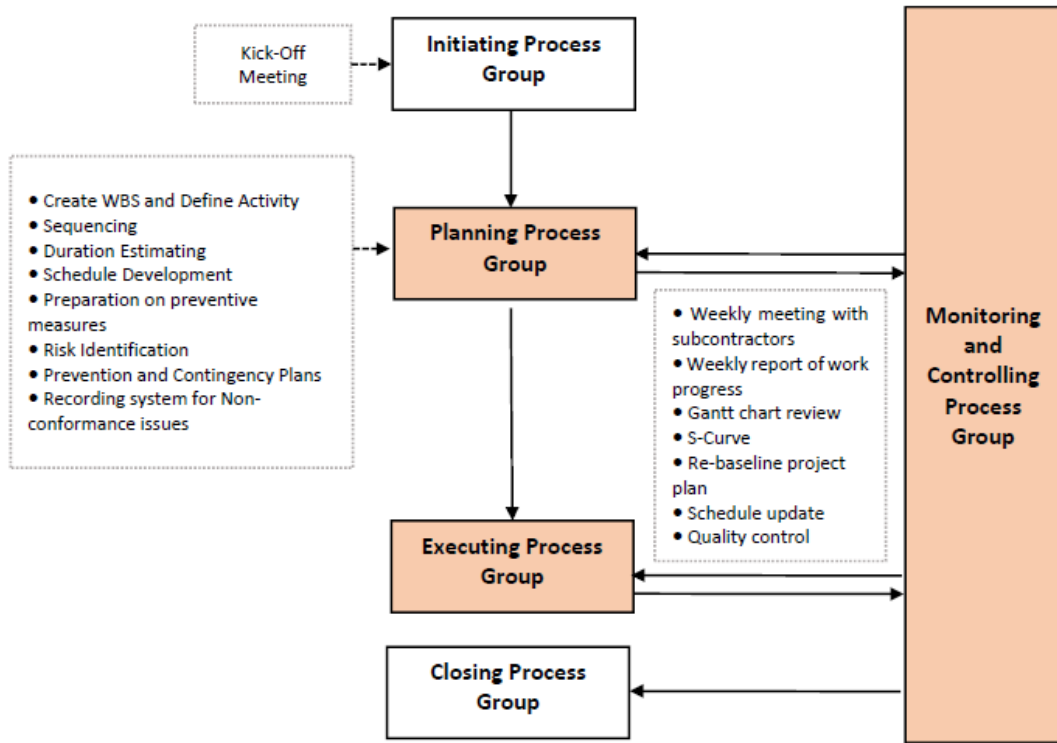 Kick-Off
Meeting
Initiating Process
Group
• Create WBS and Define Activity
• Sequencing
• Duration Estimating
• Schedule Development
• Preparation on preventive
measures
• Risk Identification
• Prevention and Contingency Plans
• Recording system for Non-
conformance issues
Planning Process
Group
• Weekly meeting with
subcontractors
• Weekly report of work
progress
• Gantt chart review
• S-Curve
• Re-baseline project
plan
• Schedule update
• Quality control
Monitoring
and
Controlling
Process
Group
Executing Process
Group
Closing Process
Group